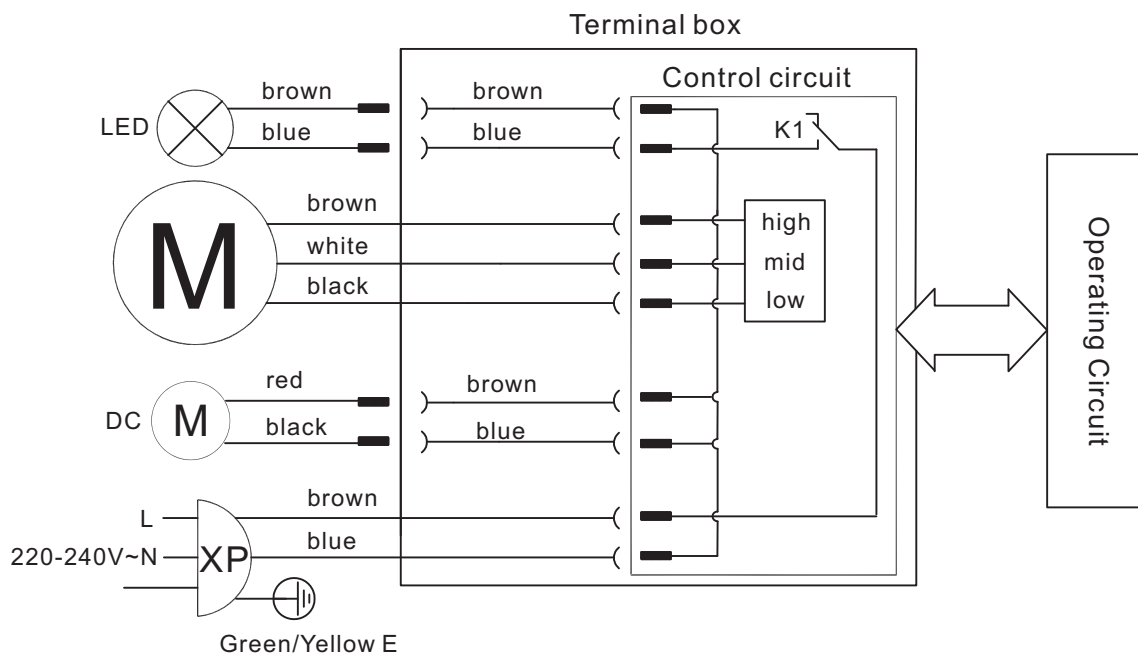 Terminal box
Control circuit
LED
brown
brown
blue
blue
K1
M
brown
white
black
high
mid
low
Operating Circuit
DC
M
red
brown
black
blue
L
brown
220-240V~N
XP
blue
Green/Yellow E